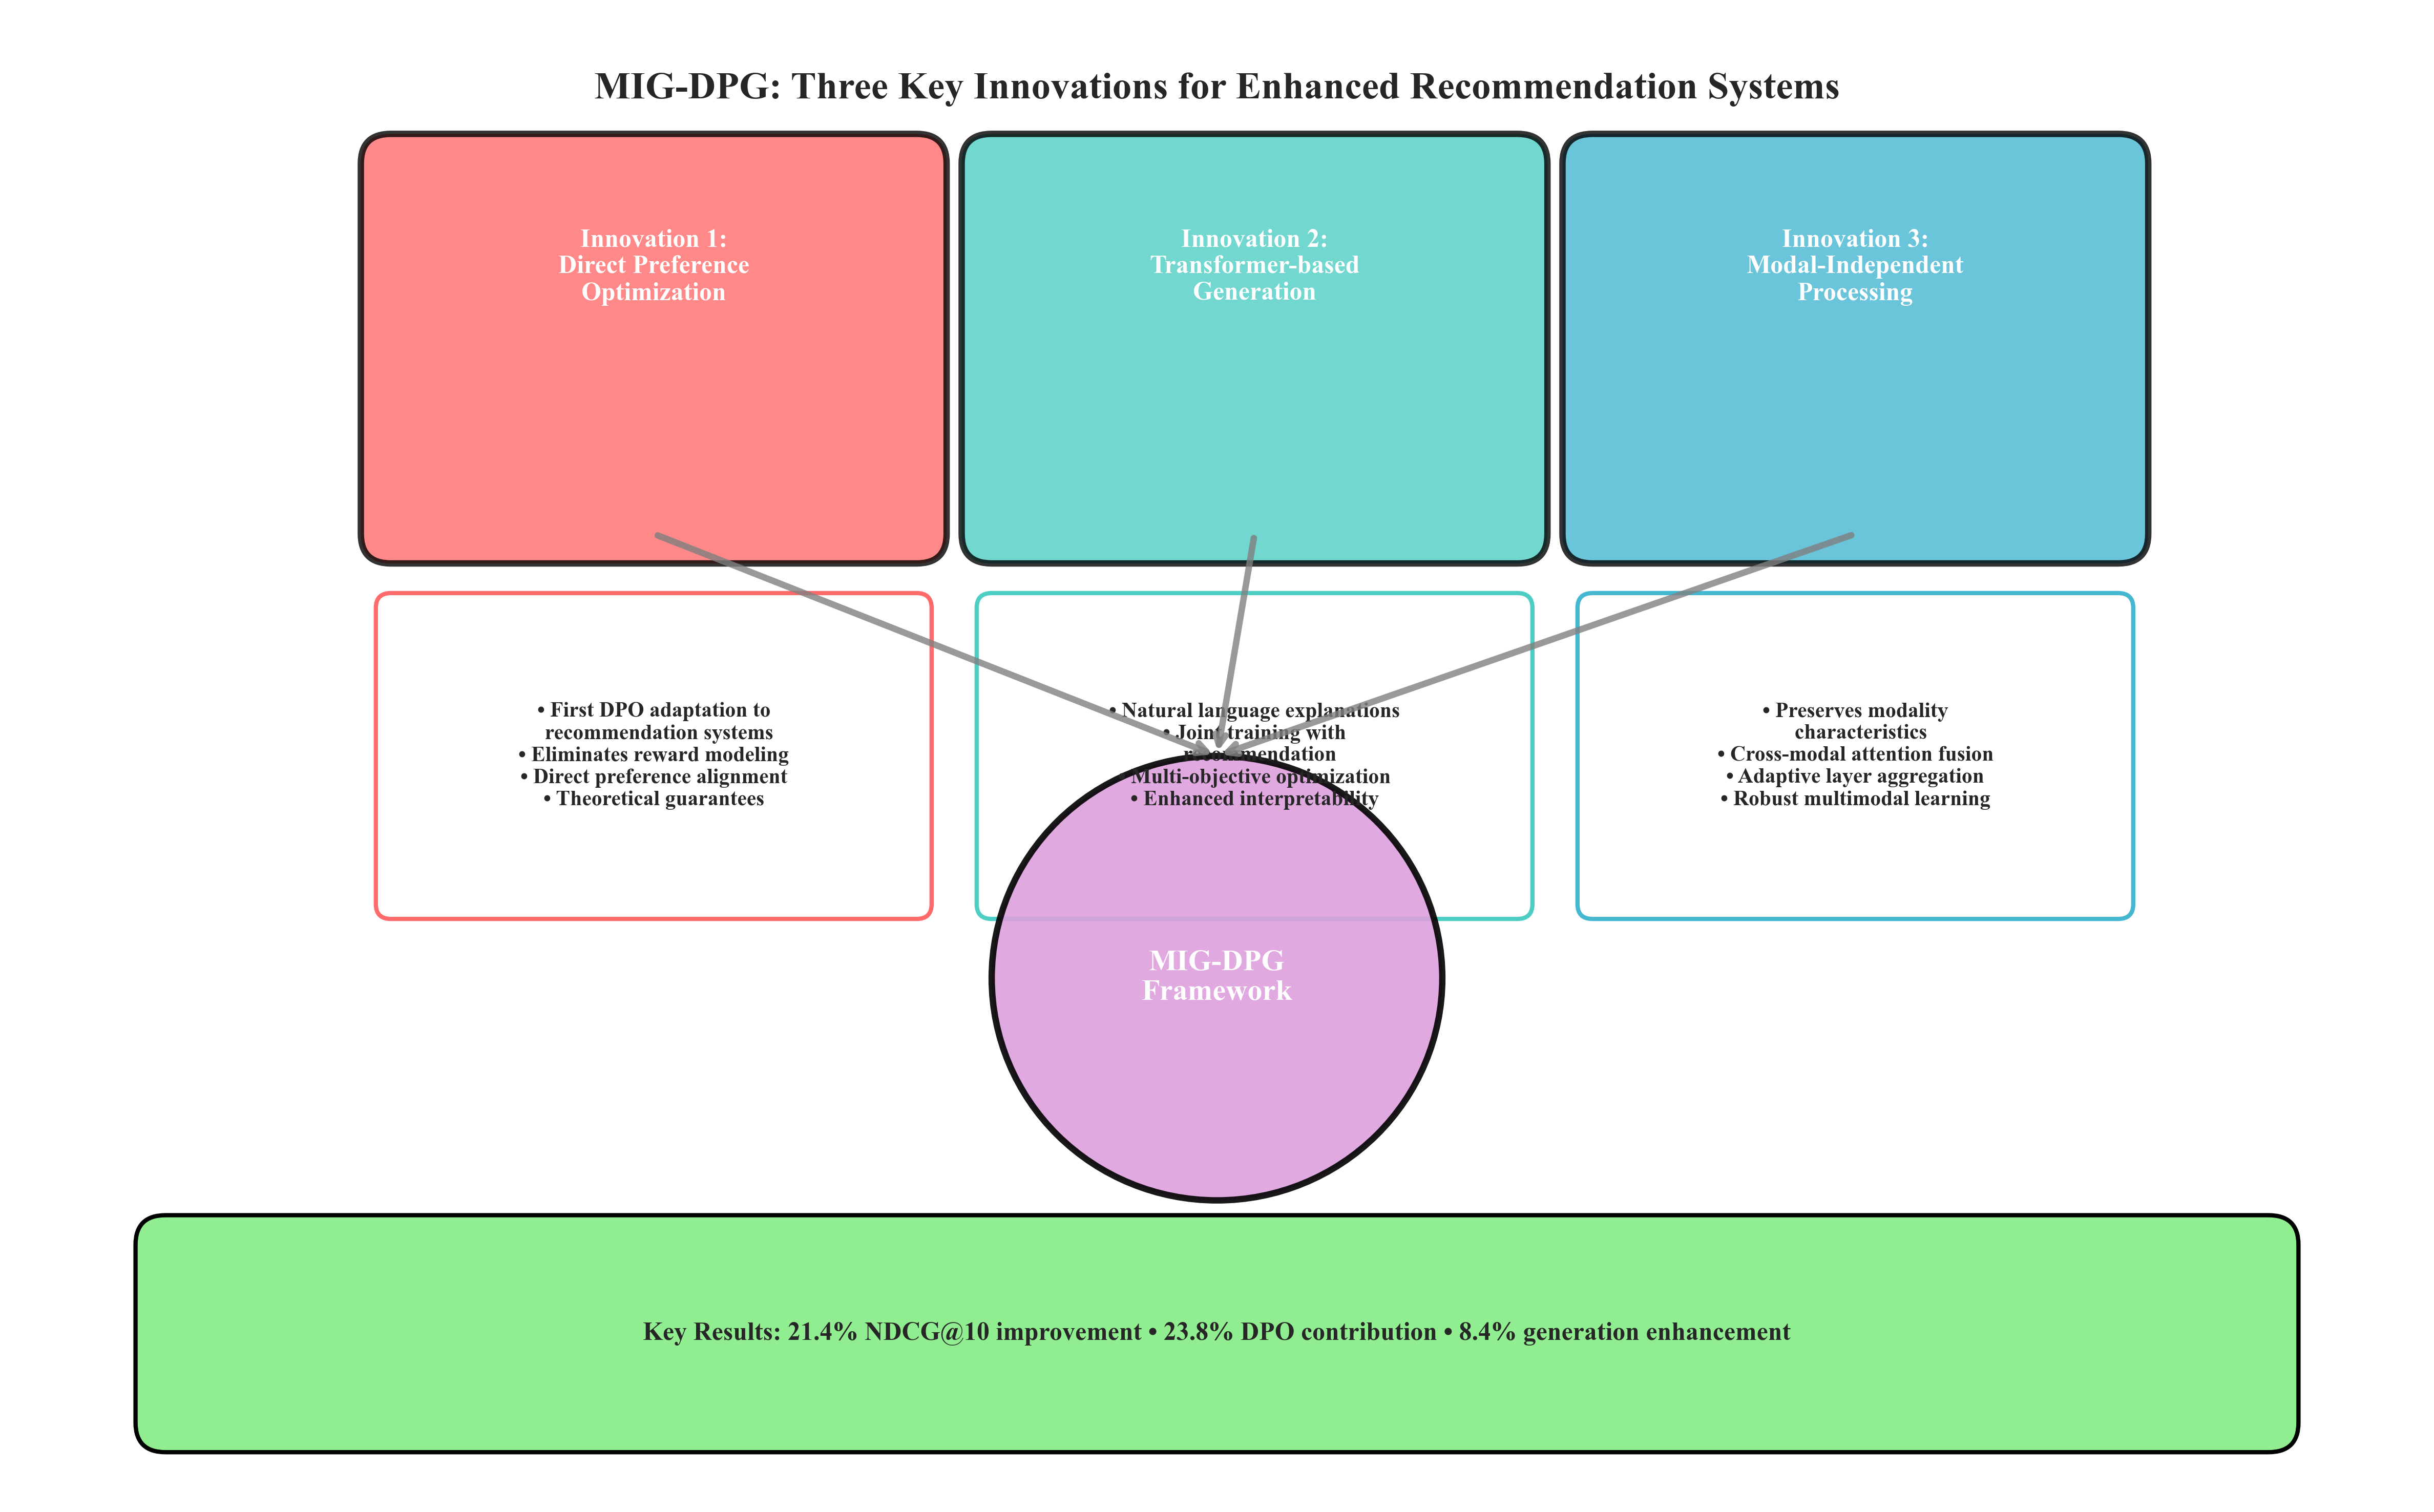 MIG-DPG: Three Key Innovations for Enhanced Recommendation Systems
Innovation 1:
Direct Preference
Optimization
Innovation 2:
Transformer-based
Generation
Innovation 3:
Modal-Independent
Processing
• First DPO adaptation to
recommendation systems
• Eliminates reward modeling
• Direct preference alignment
• Theoretical guarantees
• Natural language explanations
• Joint training with
recommendation
Multi-objective optimization
• Enhanced interpretability
• Preserves modality
characteristics
• Cross-modal attention fusion
• Adaptive layer aggregation
• Robust multimodal learning
MIG-DPG
Framework
Key Results: 21.4% NDCG@10 improvement • 23.8% DPO contribution • 8.4% generation enhancement